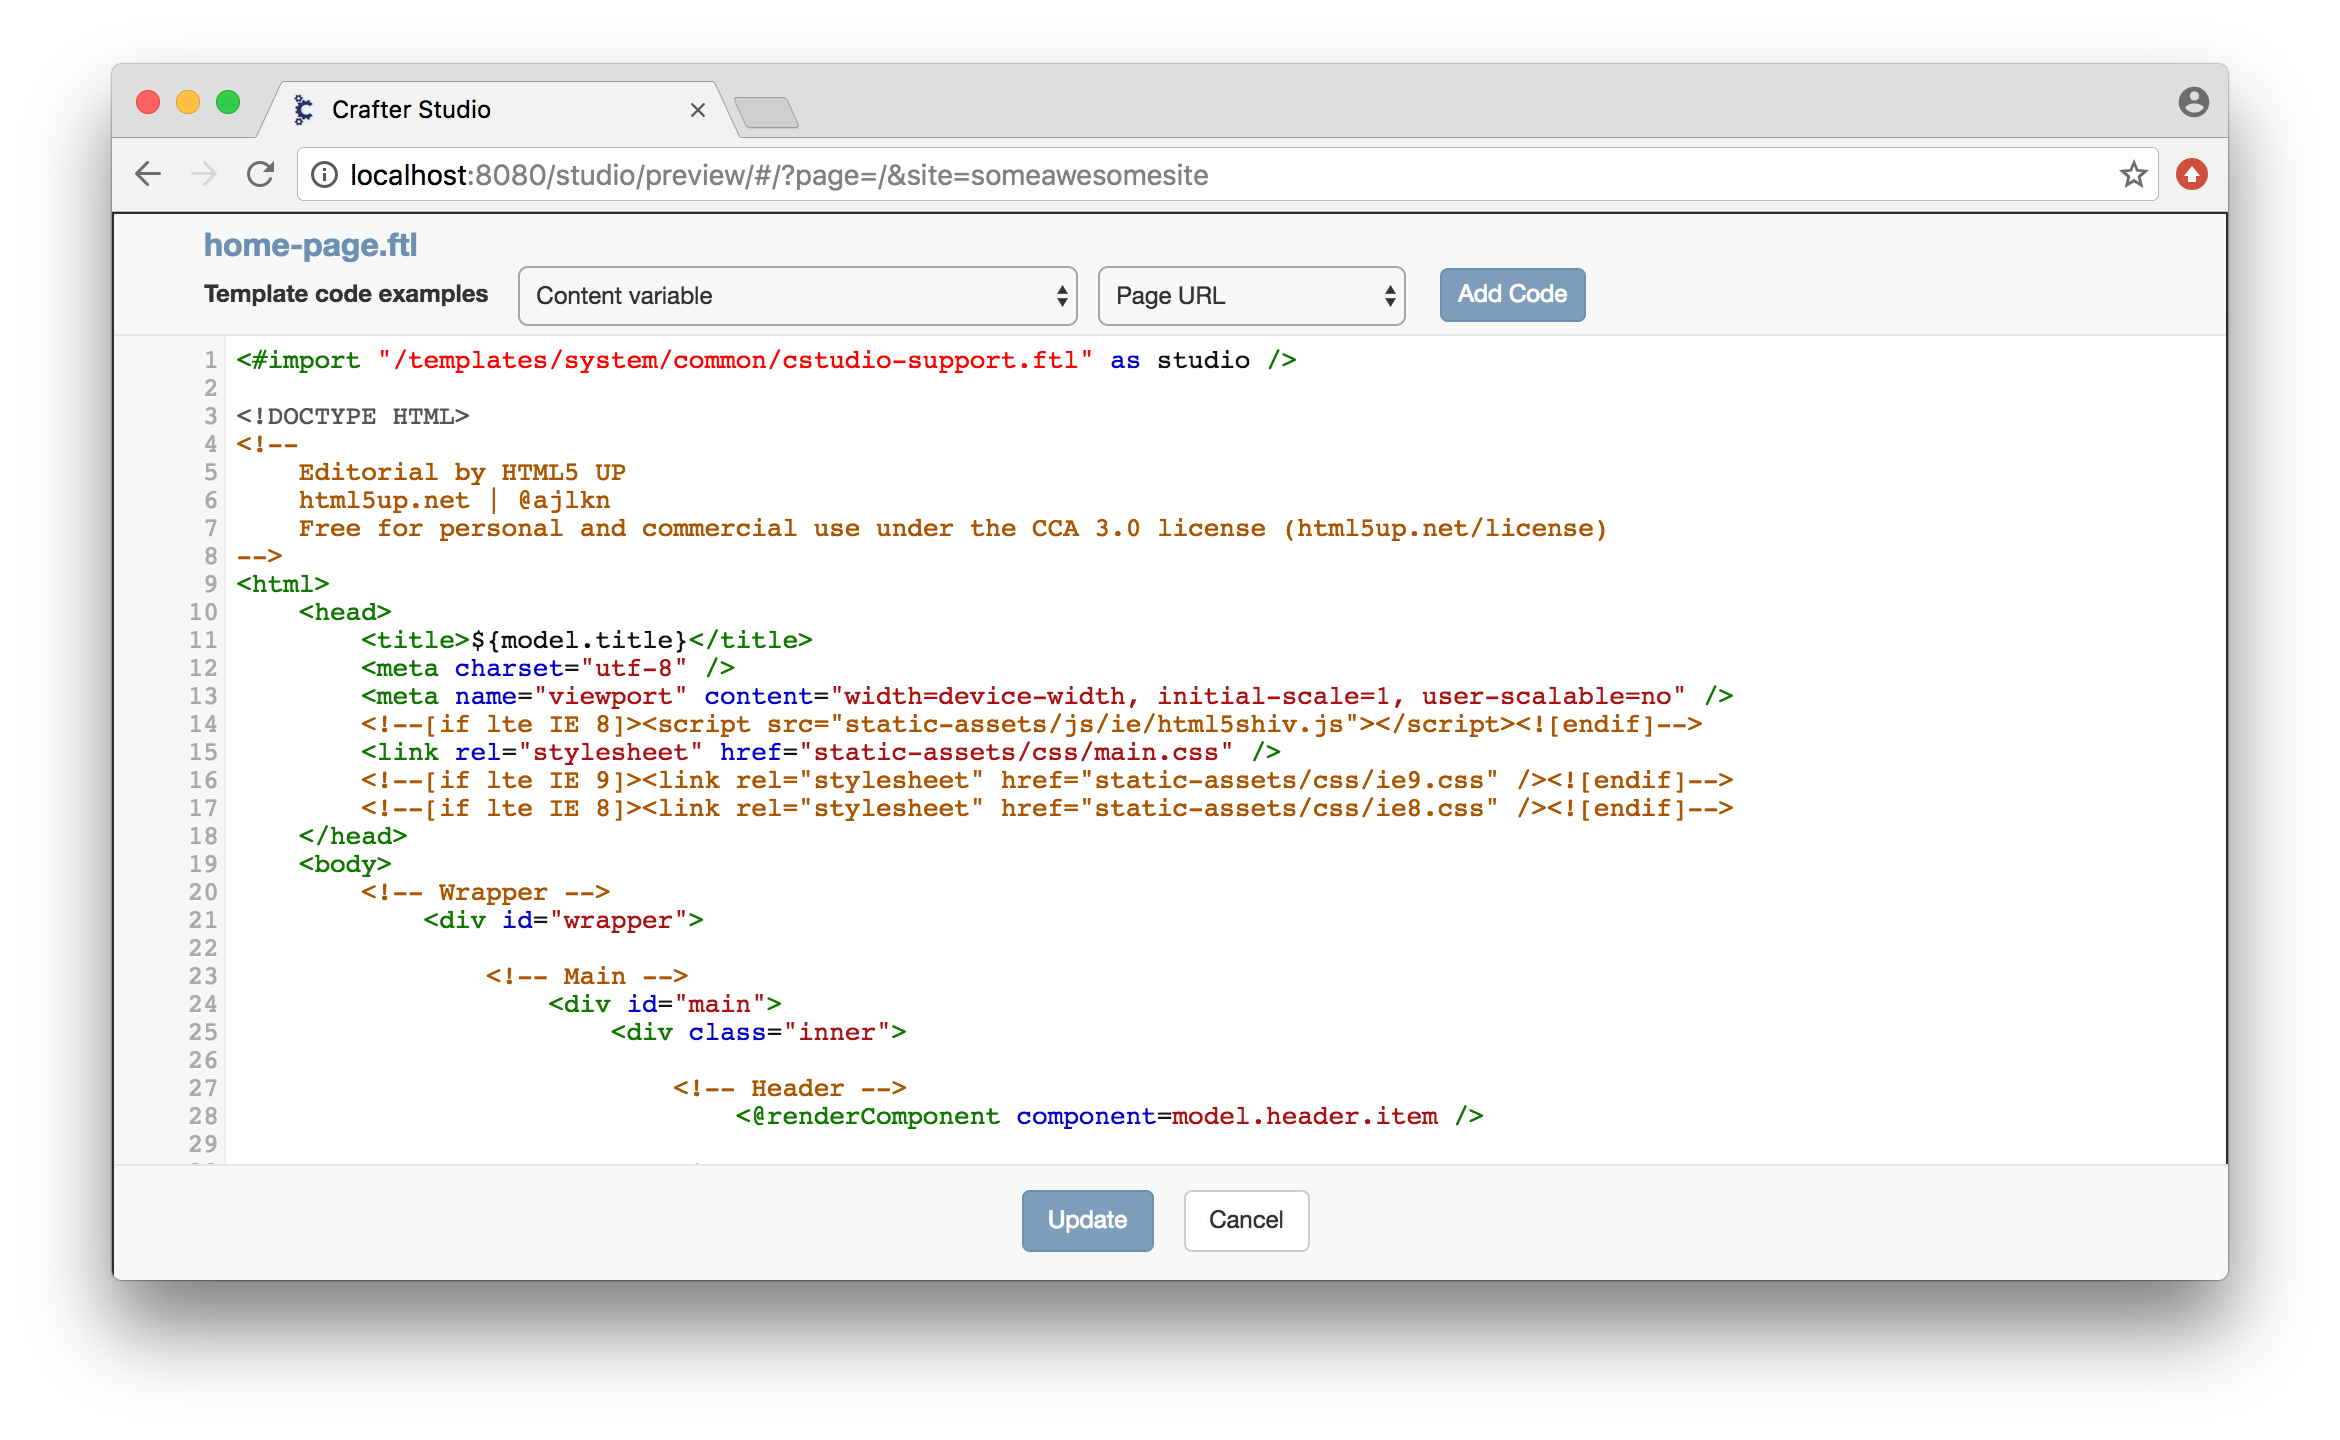 Crafter Studio
localhost:8080/studio/preview/#/?page=/&site=someawesomesite
home-page.ftl
Template code examples Content variable Page URL Add Code
1 <#import "/templates/system/common/cstudio-support.ftl" as studio />
2
3 <!DOCTYPE HTML>
4 <!--
5     Editorial by HTML5 UP
6     html5up.net | @ajlkn
7     Free for personal and commercial use under the CCA 3.0 license (html5up.net/license)
8 -->
9 <html>
10     <head>
11         <title>${model.title}</title>
12         <meta charset="utf-8" />
13         <meta name="viewport" content="width=device-width, initial-scale=1, user-scalable=no" />
14         <!--[if lte IE 8]><script src="static-assets/js/ie/html5shiv.js"></script><![endif]-->
15         <link rel="stylesheet" href="static-assets/css/main.css" />
16         <!--[if lte IE 9]><link rel="stylesheet" href="static-assets/css/ie9.css" /><![endif]-->
17         <!--[if lte IE 8]><link rel="stylesheet" href="static-assets/css/ie8.css" /><![endif]-->
18     </head>
19     <body>
20         <!-- Wrapper -->
21             <div id="wrapper">
22
23                 <!-- Main -->
24                     <div id="main">
25                         <div class="inner">
26
27                             <!-- Header -->
28                                 <@renderComponent component=model.header.item />
29
Update Cancel